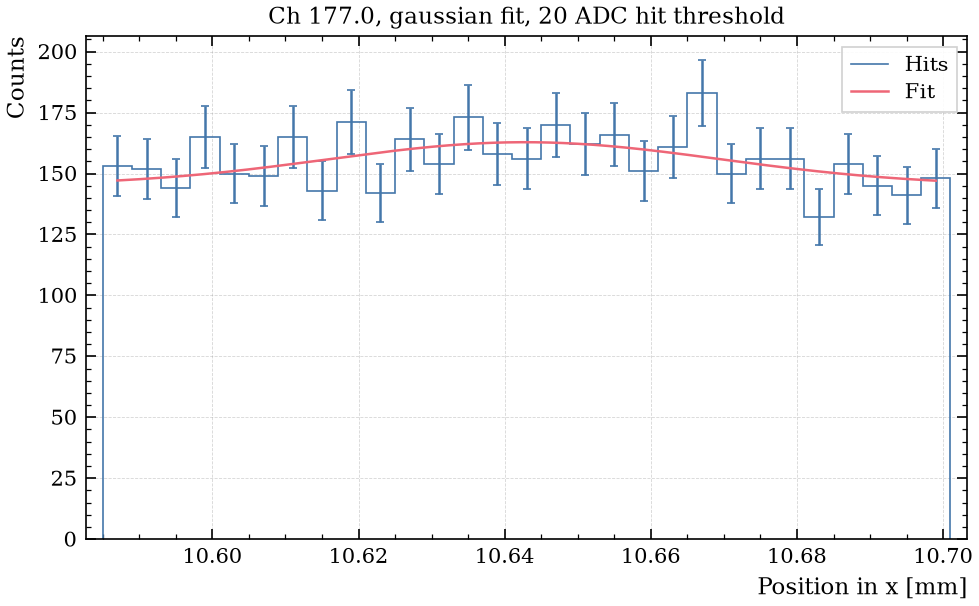 Ch 177.0, gaussian fit, 20 ADC hit threshold
Counts
200
175
150
125
100
75
50
25
0
Hits
Fit
10.60 10.62 10.64 10.66 10.68 10.70
Position in x [mm]